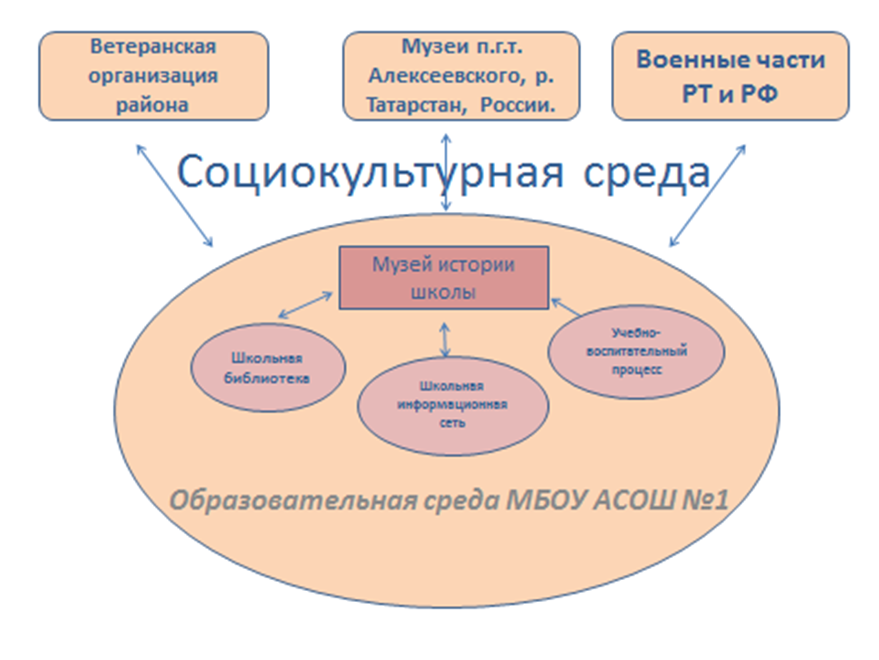 Ветеранская
организация
района
Музеи п.г.т.
Алексеевского, р.
Татарстан, России.
Военные части
РТ и РФ
Социокультурная среда
Музей истории
школы
Школьная
библиотека
Школьная
информационная
сеть
Учебно-
воспитательный
процесс
Образовательная среда МБОУ АСОШ №1